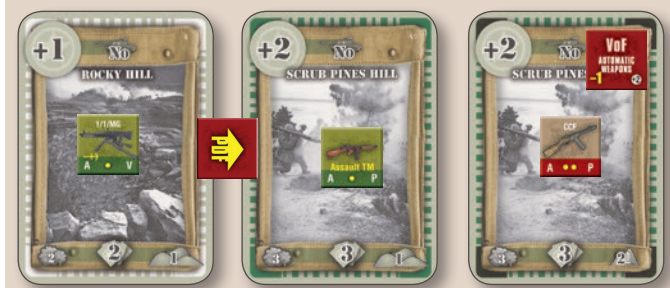 +1
No
ROCKY HILL
1/1/MG
A V
2
2
1
PDF
+2
No
SCRUB PINES HILL
Assault TM
A P
3
3
1
+2
No
SCRUB PINES
VoF
AUTOMATIC
WEAPONS
-1
+2
CCF
A P
3
3
2